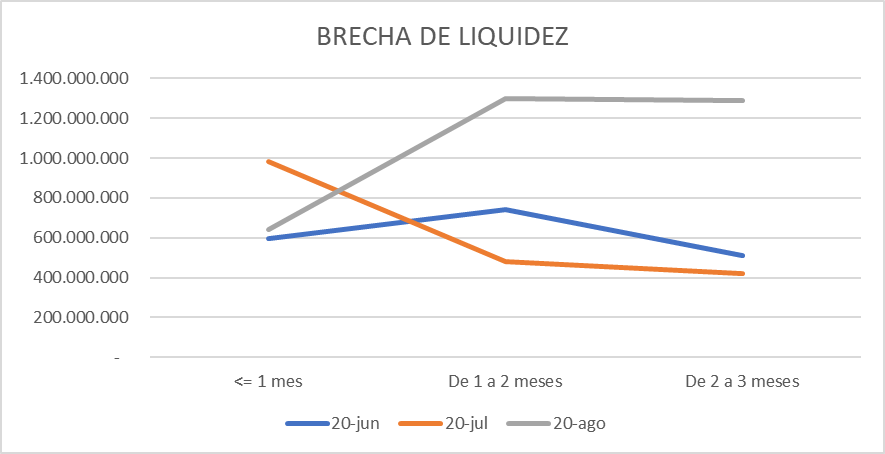 BRECHA DE LIQUIDEZ
1.400.000.000
1.200.000.000
1.000.000.000
800.000.000
600.000.000
400.000.000
200.000.000
-
<= 1 mes De 1 a 2 meses De 2 a 3 meses
20-jun 20-jul 20-ago